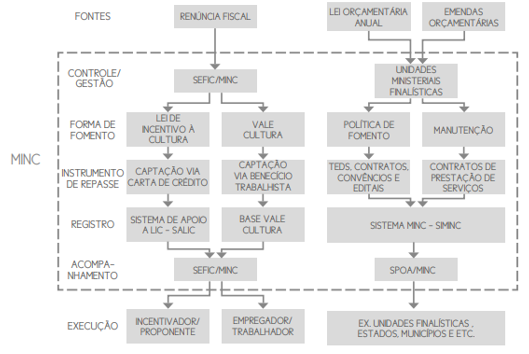 FONTES
RENÚNCIA FISCAL
LEI ORÇAMENTÁRIA
ANUAL
EMENDAS
ORÇAMENTÁRIAS
MINC
CONTROLE/
GESTÃO
SEFIC/MINC
UNIDADES
MINISTERIAIS
FINALÍSTICAS
FORMA DE
FOMENTO
LEI DE
INCENTIVO À
CULTURA
VALE
CULTURA
POLÍTICA DE
FOMENTO
MANUTENÇÃO
INSTRUMENTO
DE REPASSE
CAPTAÇÃO VIA
CARTA DE CRÉDITO
CAPTAÇÃO
VIA BENECÍCIO
TRABALHISTA
TEDS, CONTRATOS,
CONVÊNCIOS E
EDITAIS
CONTRATOS DE
PRESTAÇÃO DE
SERVIÇOS
REGISTRO
SISTEMA DE APOIO
A LIC – SALIC
BASE VALE
CULTURA
SISTEMA MINC – SIMINC
ACOMPA-
NHAMENTO
SEFIC/MINC
SPOA/MINC
EXECUÇÃO
INCENTIVADOR/
PROPONENTE
EMPREGADOR/
TRABALHADOR
EX. UNIDADES FINALÍSTICAS ,
ESTADOS, MUNICÍPIOS E ETC.